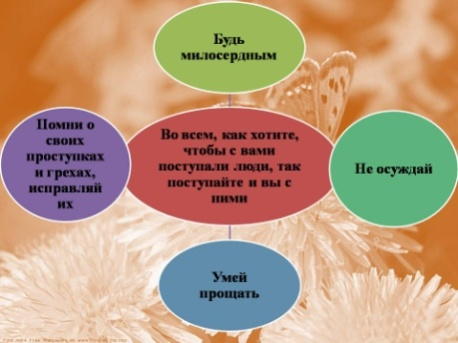 Будь
милосердным
Помни о
своих
проступках
и грехах,
исправляй
их
Во всем, как хотите,
чтобы с вами
поступали люди, так
поступайте и вы с
ними
Не осуждай
Умей
прощать